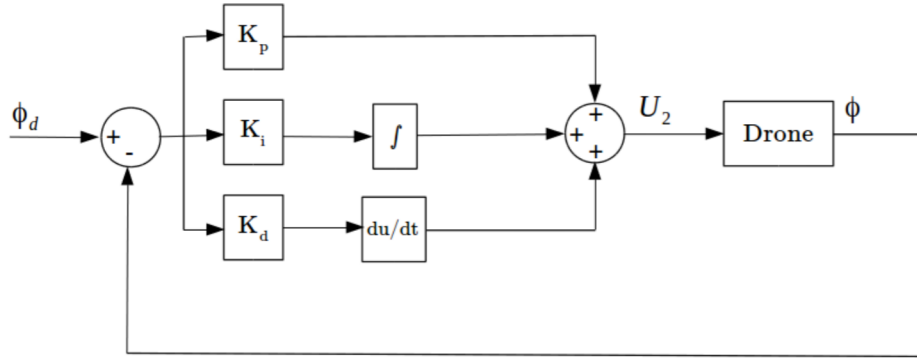 K_p
ϕ_d
+
-
K_i
∫
+
+
+
U_2
Drone
ϕ
K_d
du/dt